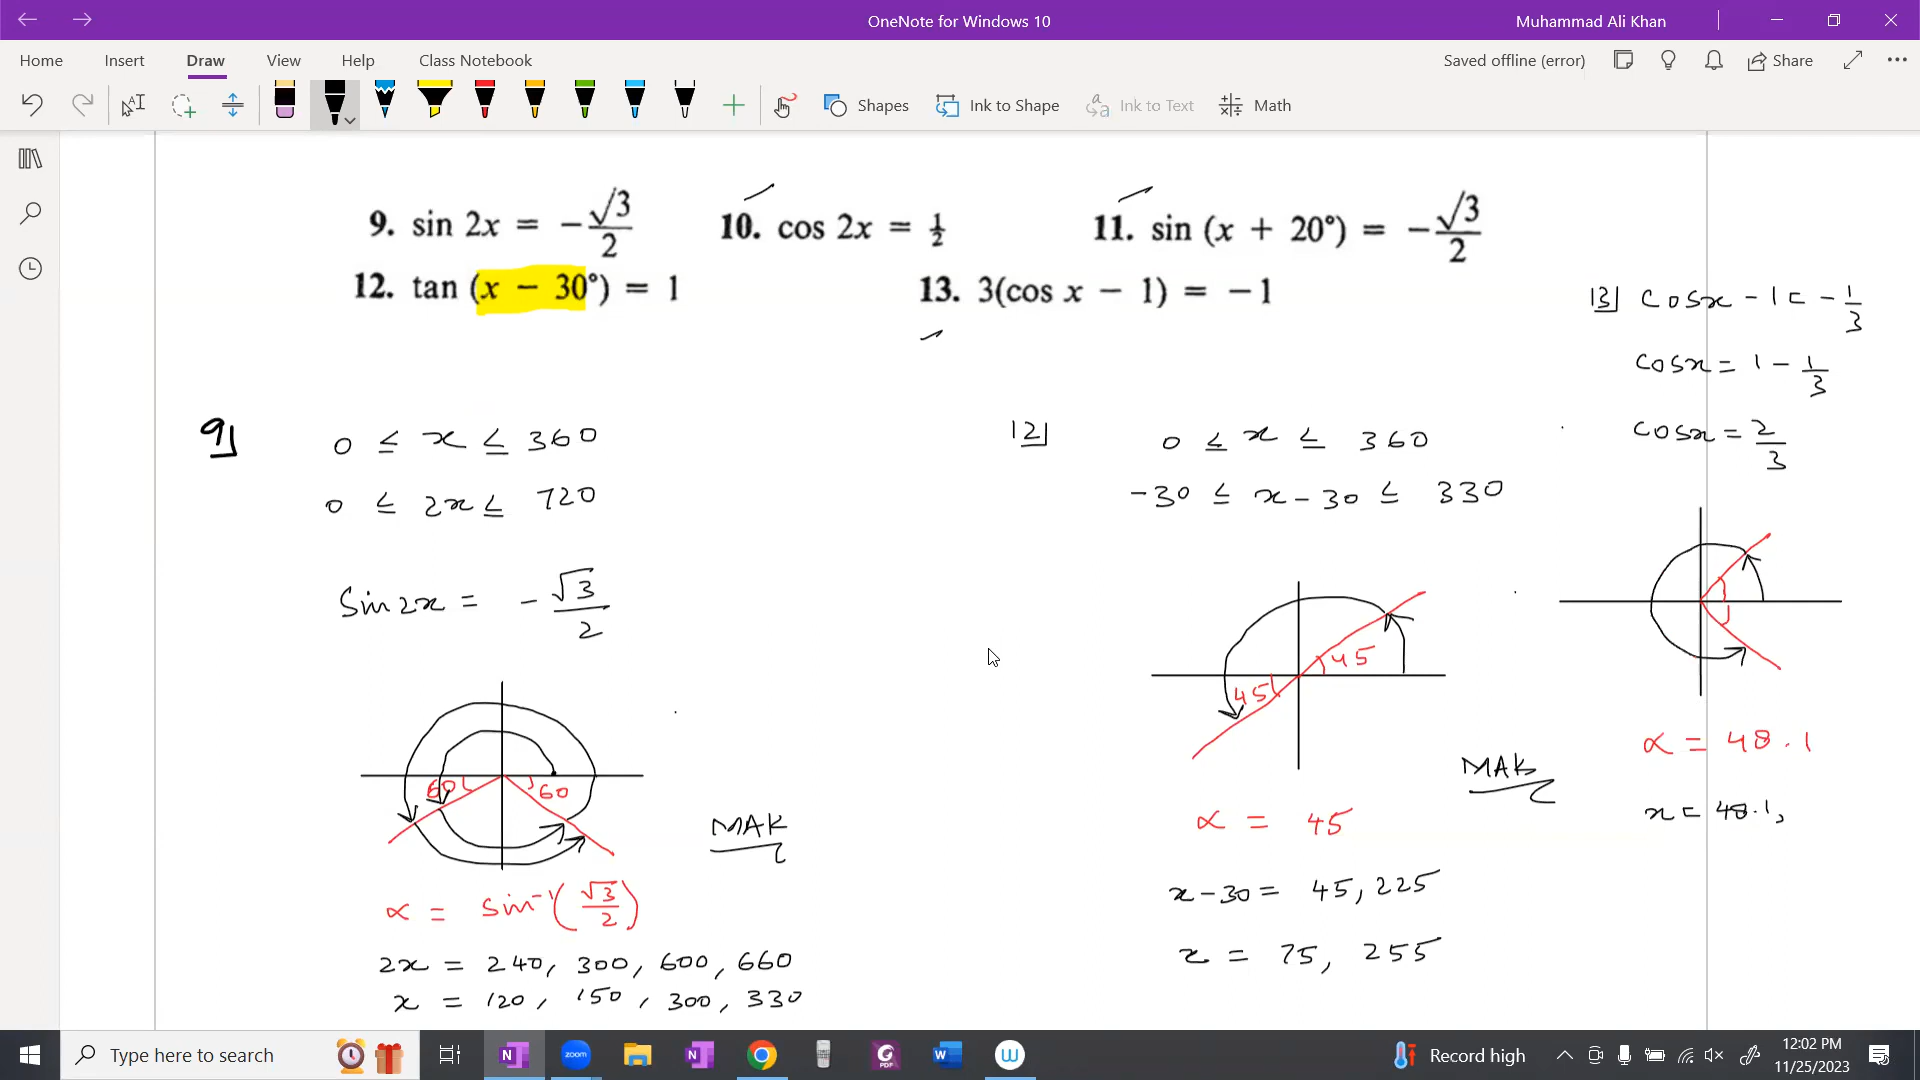 OneNote for Windows 10
Muhammad Ali Khan
Home Insert Draw View Help Class Notebook
Saved offline (error) Share
Shapes Ink to Shape Ink to Text Math
9. sin 2x = -√3/2 10. cos 2x = 1/2 11. sin (x + 20°) = -√3/2
12. tan (x - 30°) = 1 13. 3(cos x - 1) = -1
13] cosx - 1 = -1/3
cosx = 1 - 1/3
cosx = 2/3
α = 48.1
x = 48.1,
9]
0 ≤ x ≤ 360
0 ≤ 2x ≤ 720
Sin2x = -√3/2
60 60
MAK
α = sin⁻¹(√3/2)
2x = 240, 300, 600, 660
x = 120, 150, 300, 330
12]
0 ≤ x ≤ 360
-30 ≤ x-30 ≤ 330
45
45
MAK
α = 45
x-30 = 45, 225
x = 75, 255
Type here to search
zoom
Record high
12:02 PM
11/25/2023